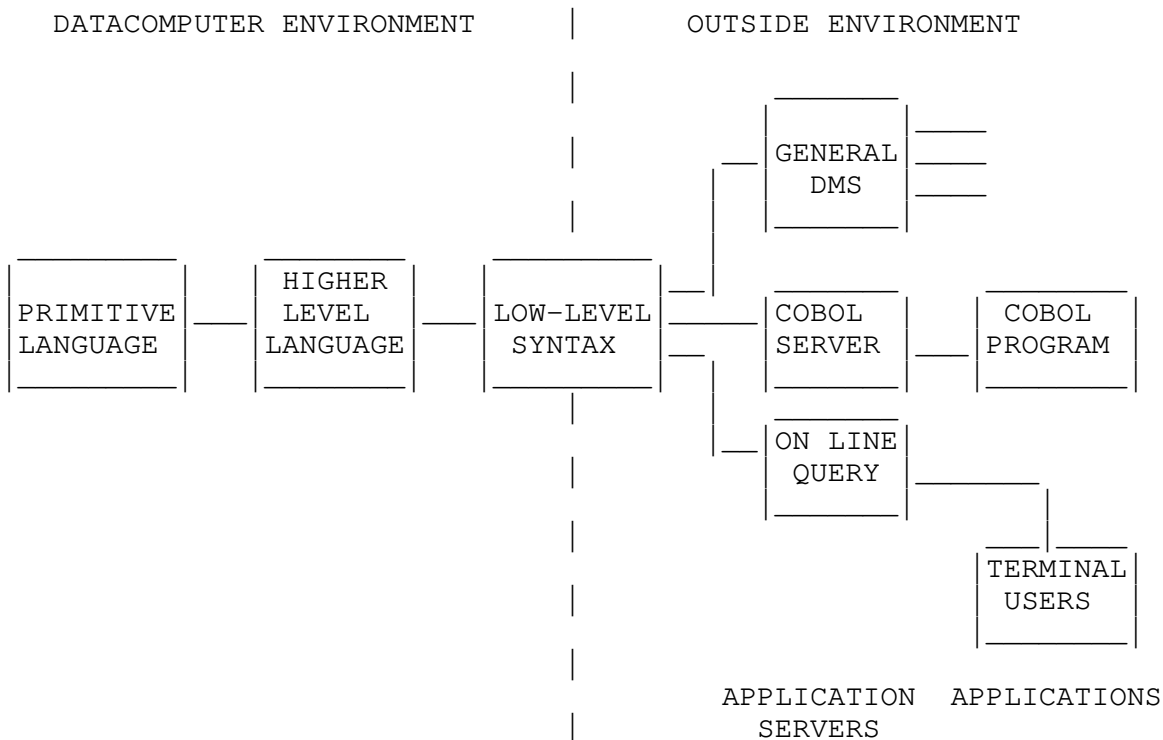 DATACOMPUTER ENVIRONMENT | OUTSIDE ENVIRONMENT
GENERAL
DMS
PRIMITIVE
LANGUAGE
HIGHER
LEVEL
LANGUAGE
LOW-LEVEL
SYNTAX
COBOL
SERVER
COBOL
PROGRAM
ON LINE
QUERY
TERMINAL
USERS
APPLICATION
SERVERS
APPLICATIONS